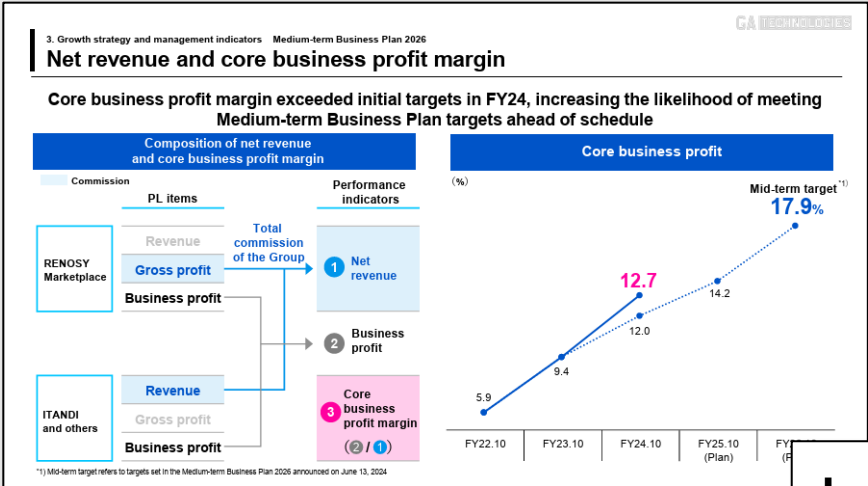 GA TECHNOLOGIES
3. Growth strategy and management indicators Medium-term Business Plan 2026
Net revenue and core business profit margin
Core business profit margin exceeded initial targets in FY24, increasing the likelihood of meeting
Medium-term Business Plan targets ahead of schedule
Composition of net revenue
and core business profit margin
Commission
PL items
Performance
indicators
RENOSY
Marketplace
Revenue
Gross profit
Business profit
Total
commission
of the Group
1 Net
revenue
2 Business
profit
ITANDI
and others
Revenue
Gross profit
Business profit
3 Core
business
profit margin
(2 / 1)
Core business profit
(%)
Mid-term target *1)
17.9%
12.7
14.2
12.0
9.4
5.9
FY22.10
FY23.10
FY24.10
FY25.10
(Plan)
*1) Mid-term target refers to targets set in the Medium-term Business Plan 2026 announced on June 13, 2024